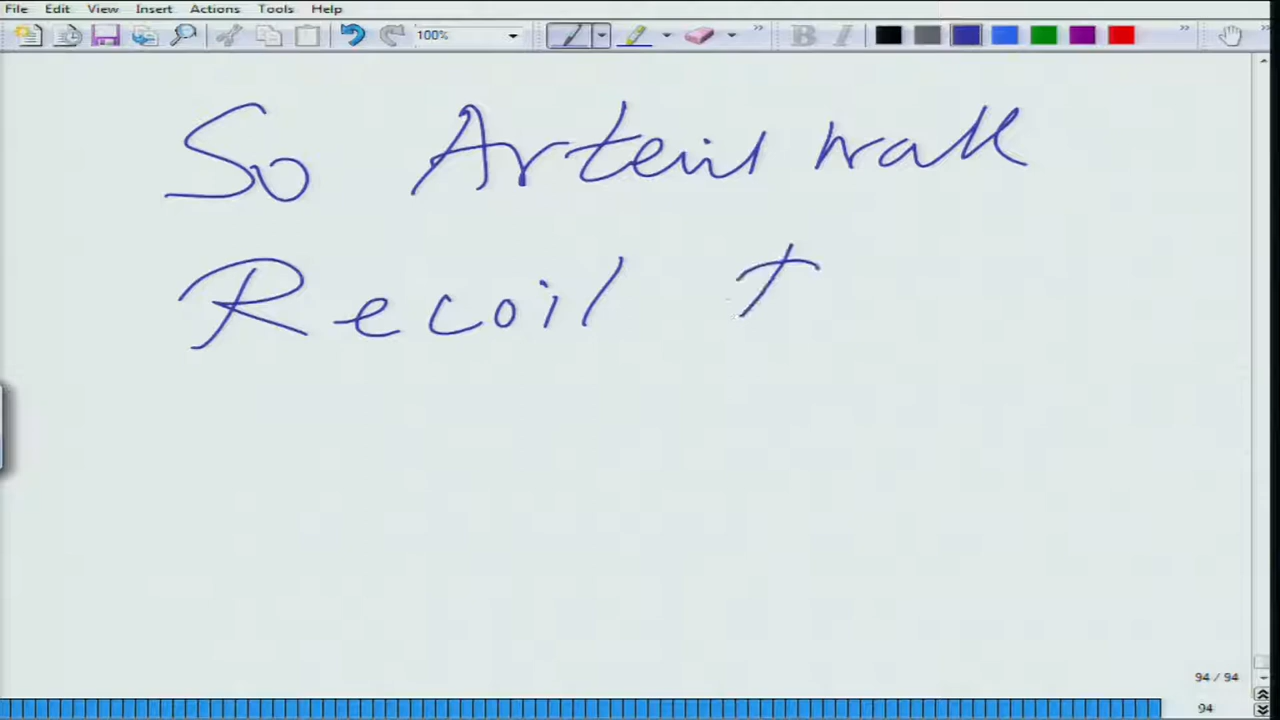 File Edit View Insert Actions Tools Help
100%
B I
So Arterial wall
Recoil ↑
94 / 94
94